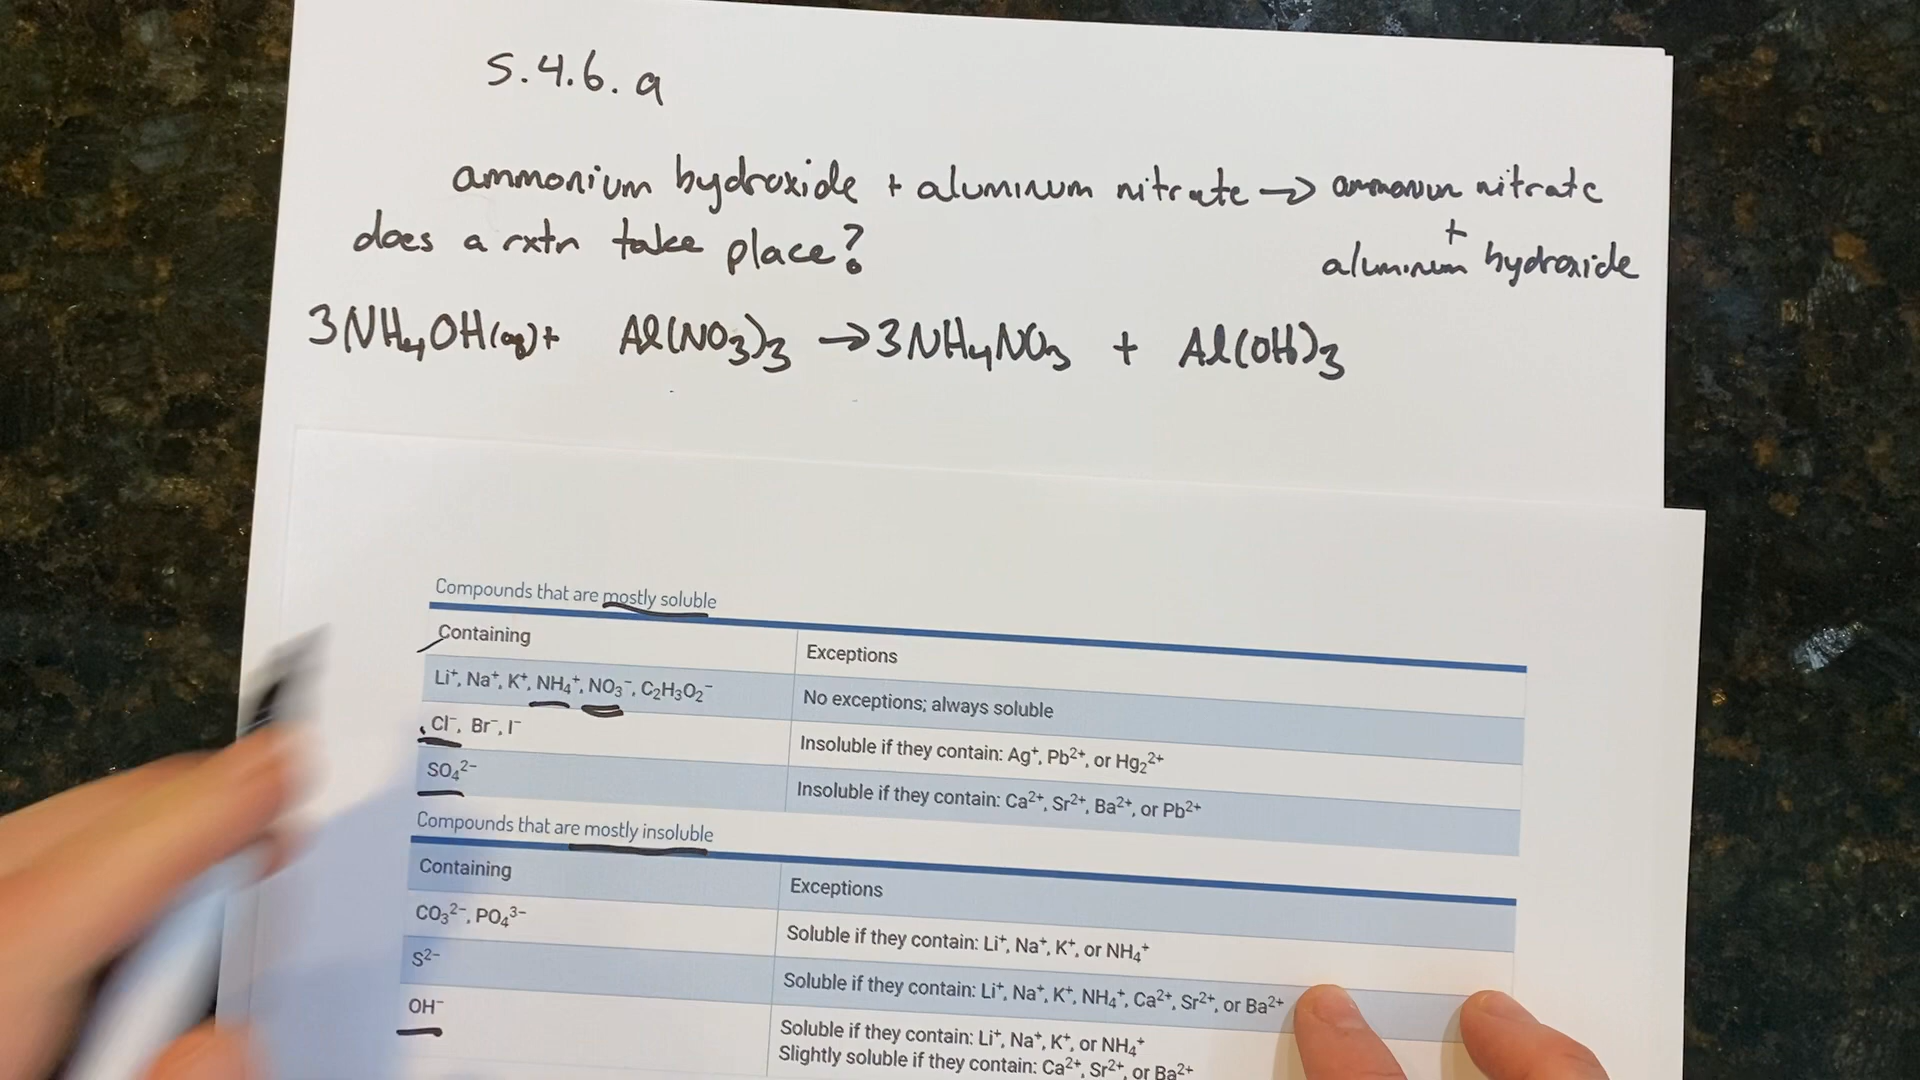 S.4.6.a
ammonium hydroxide + aluminum nitrate → ammonium nitrate
+
does a rxtn take place?
aluminum hydroxide
3NH₄OH(aq)+ Al(NO₃)₃ → 3NH₄NO₃ + Al(OH)₃
Compounds that are mostly soluble
Containing Exceptions
Li⁺, Na⁺, K⁺, NH₄⁺, NO₃⁻, C₂H₃O₂⁻ No exceptions; always soluble
Cl⁻, Br⁻, I⁻ Insoluble if they contain: Ag⁺, Pb²⁺, or Hg₂²⁺
SO₄²⁻ Insoluble if they contain: Ca²⁺, Sr²⁺, Ba²⁺, or Pb²⁺
Compounds that are mostly insoluble
Containing Exceptions
CO₃²⁻, PO₄³⁻ Soluble if they contain: Li⁺, Na⁺, K⁺, or NH₄⁺
S²⁻ Soluble if they contain: Li⁺, Na⁺, K⁺, NH₄⁺, Ca²⁺, Sr²⁺, or Ba²⁺
OH⁻ Soluble if they contain: Li⁺, Na⁺, K⁺, or NH₄⁺
Slightly soluble if they contain: Ca²⁺, Sr²⁺, or Ba²⁺